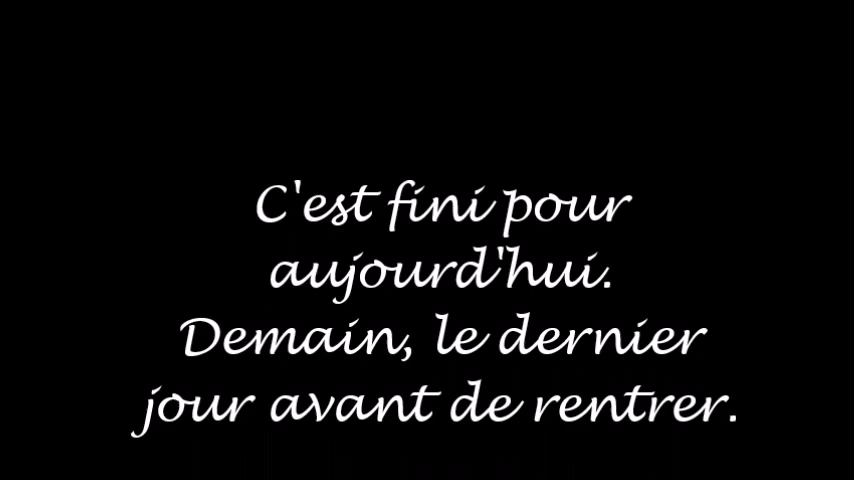 C'est fini pour
aujourd'hui.
Demain, le dernier
jour avant de rentrer.